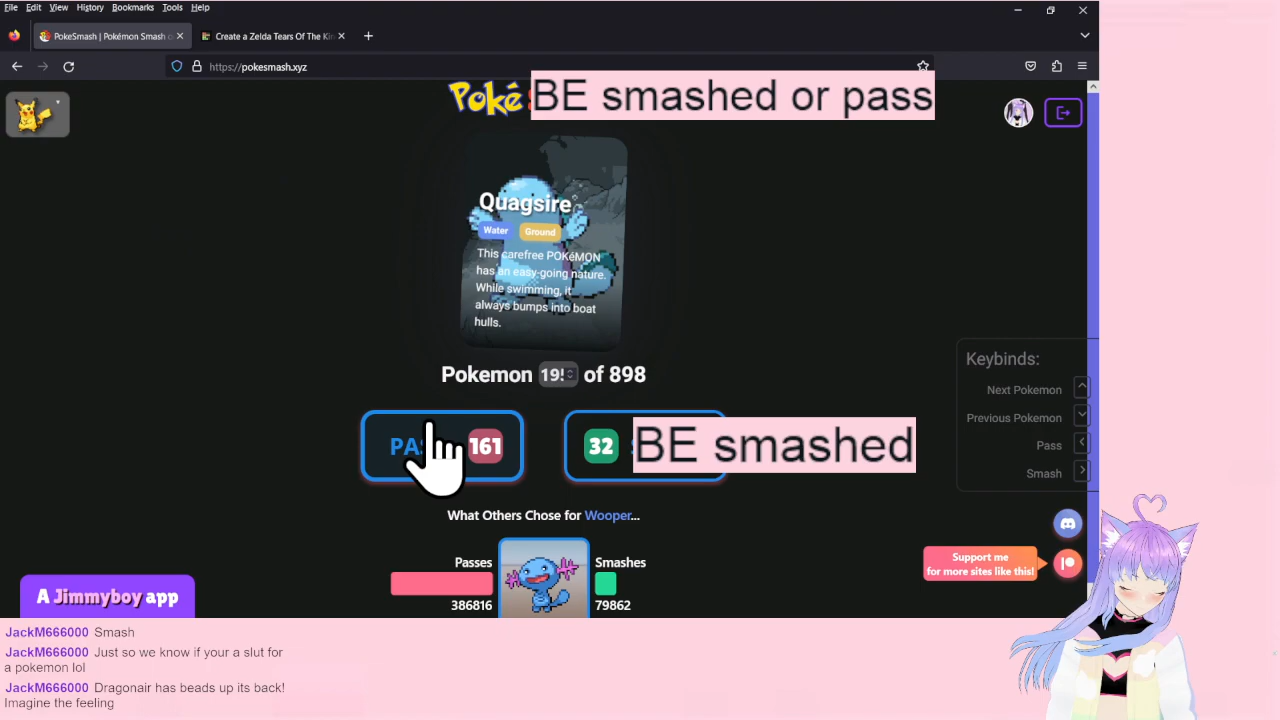 File Edit View History Bookmarks Tools Help
PokeSmash | Pokémon Smash o
Create a Zelda Tears Of The Kin
https://pokesmash.xyz
Poké BE smashed or pass
Quagsire
Water Ground
This carefree POKéMON
has an easy-going nature.
While swimming, it
always bumps into boat
hulls.
Pokemon 19 of 898
PAS 161
32 BE smashed
Keybinds:
Next Pokemon
Previous Pokemon
Pass
Smash
What Others Chose for Wooper...
Passes
Smashes
386816
79862
Support me
for more sites like this!
A Jimmyboy app
JackM666000 Smash
JackM666000 Just so we know if your a slut for
a pokemon lol
JackM666000 Dragonair has beads up its back!
Imagine the feeling